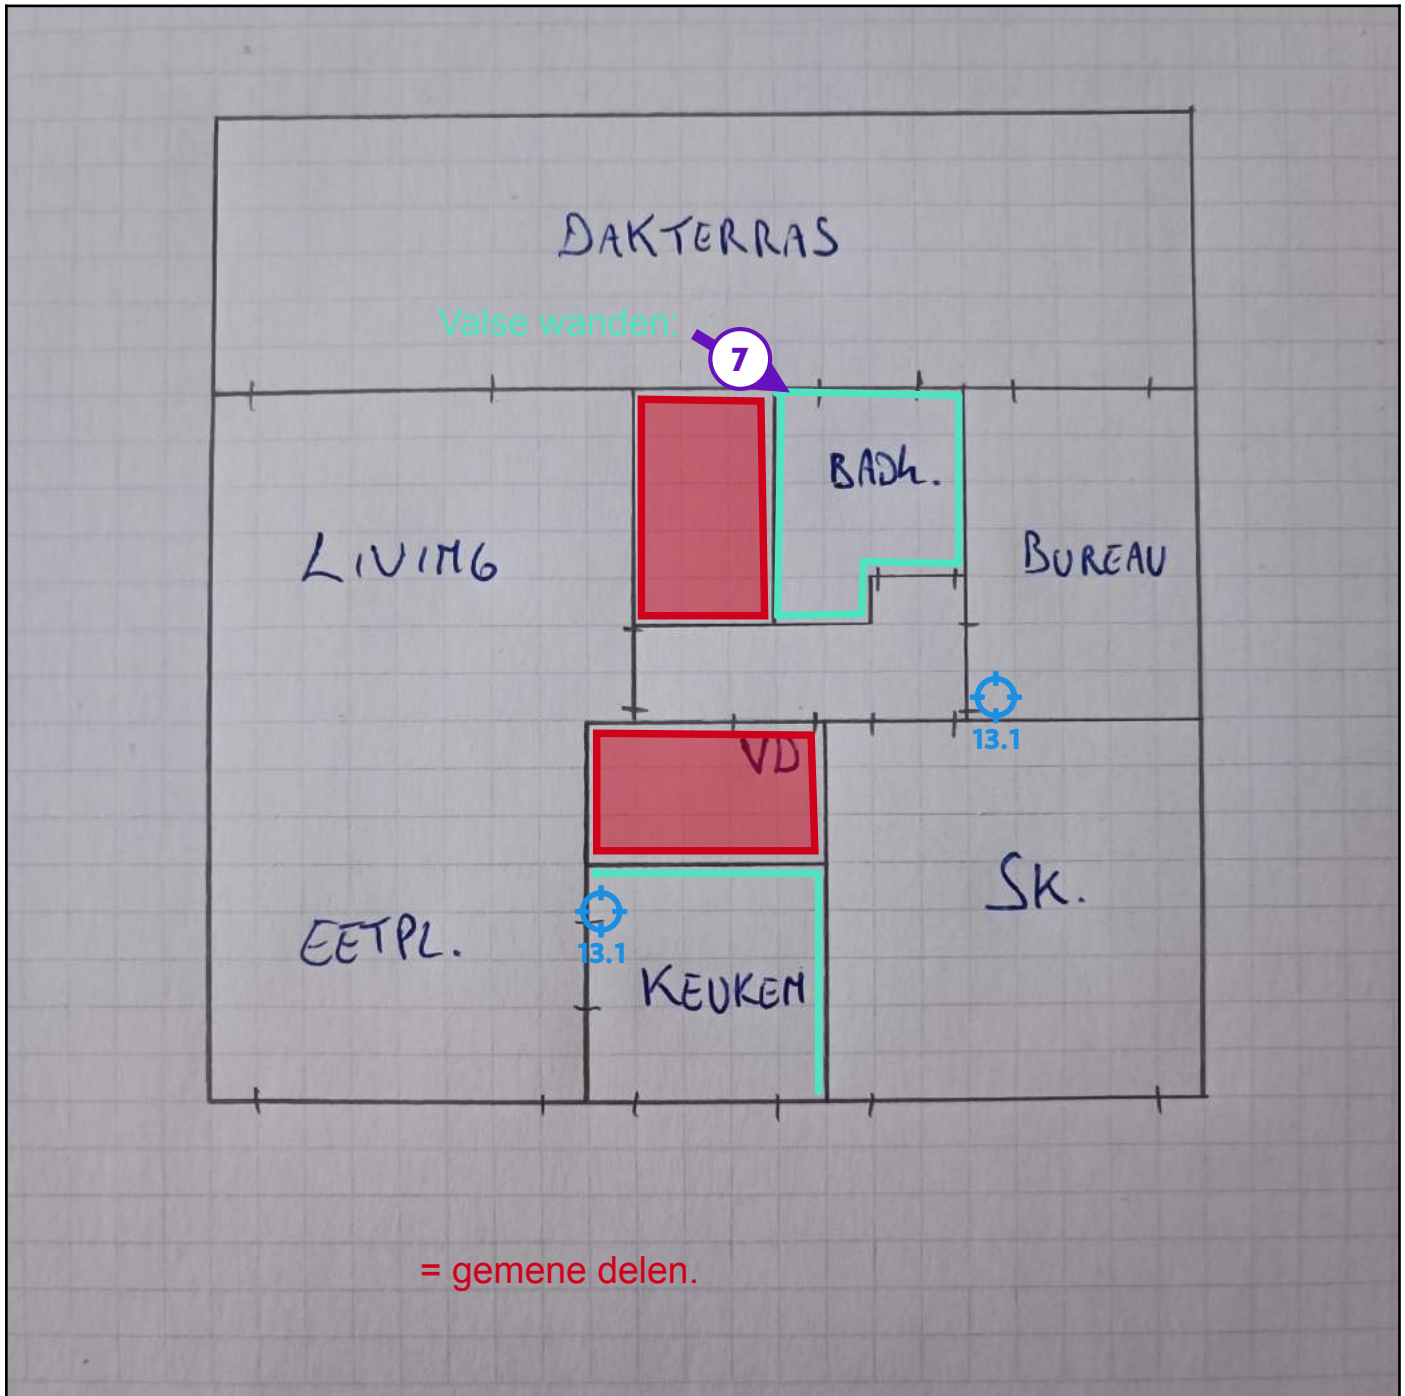 DAKTERRAS
Valse wanden:
7
BADK.
LIVING
BUREAU
13.1
VD
SK.
EETPL.
13.1
KEUKEN
= gemene delen.